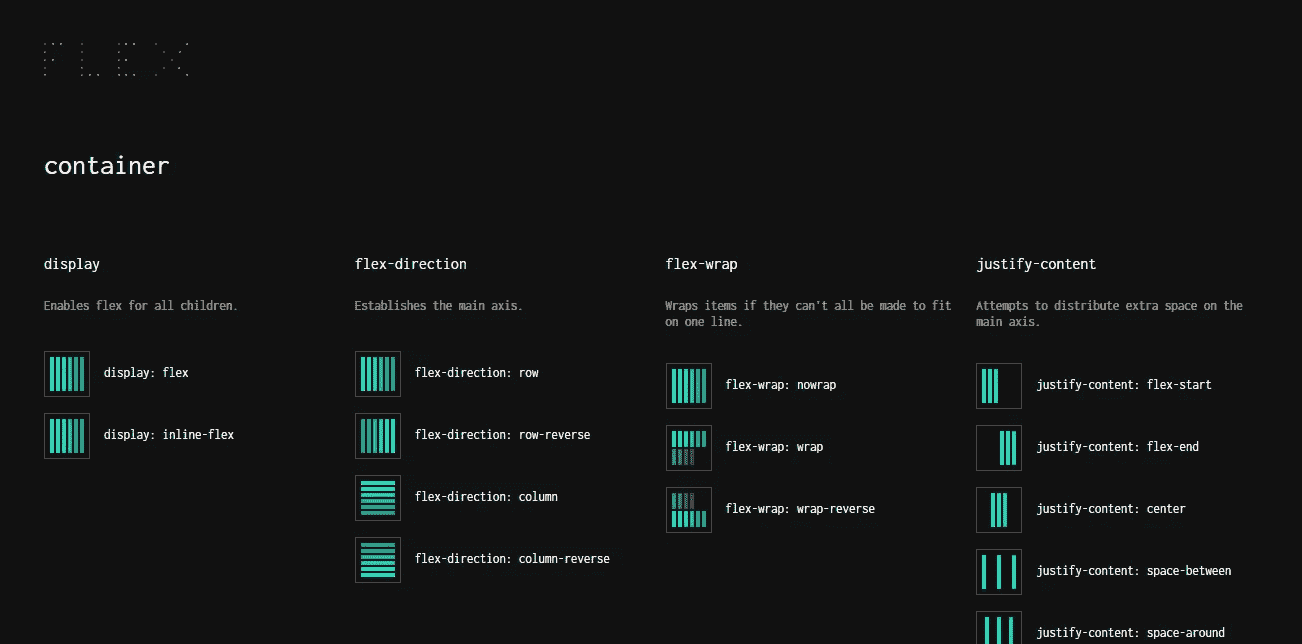 FLEX
container
display
Enables flex for all children.
display: flex
display: inline-flex
flex-direction
Establishes the main axis.
flex-direction: row
flex-direction: row-reverse
flex-direction: column
flex-direction: column-reverse
flex-wrap
Wraps items if they can't all be made to fit
on one line.
flex-wrap: nowrap
flex-wrap: wrap
flex-wrap: wrap-reverse
justify-content
Attempts to distribute extra space on the
main axis.
justify-content: flex-start
justify-content: flex-end
justify-content: center
justify-content: space-between
justify-content: space-around